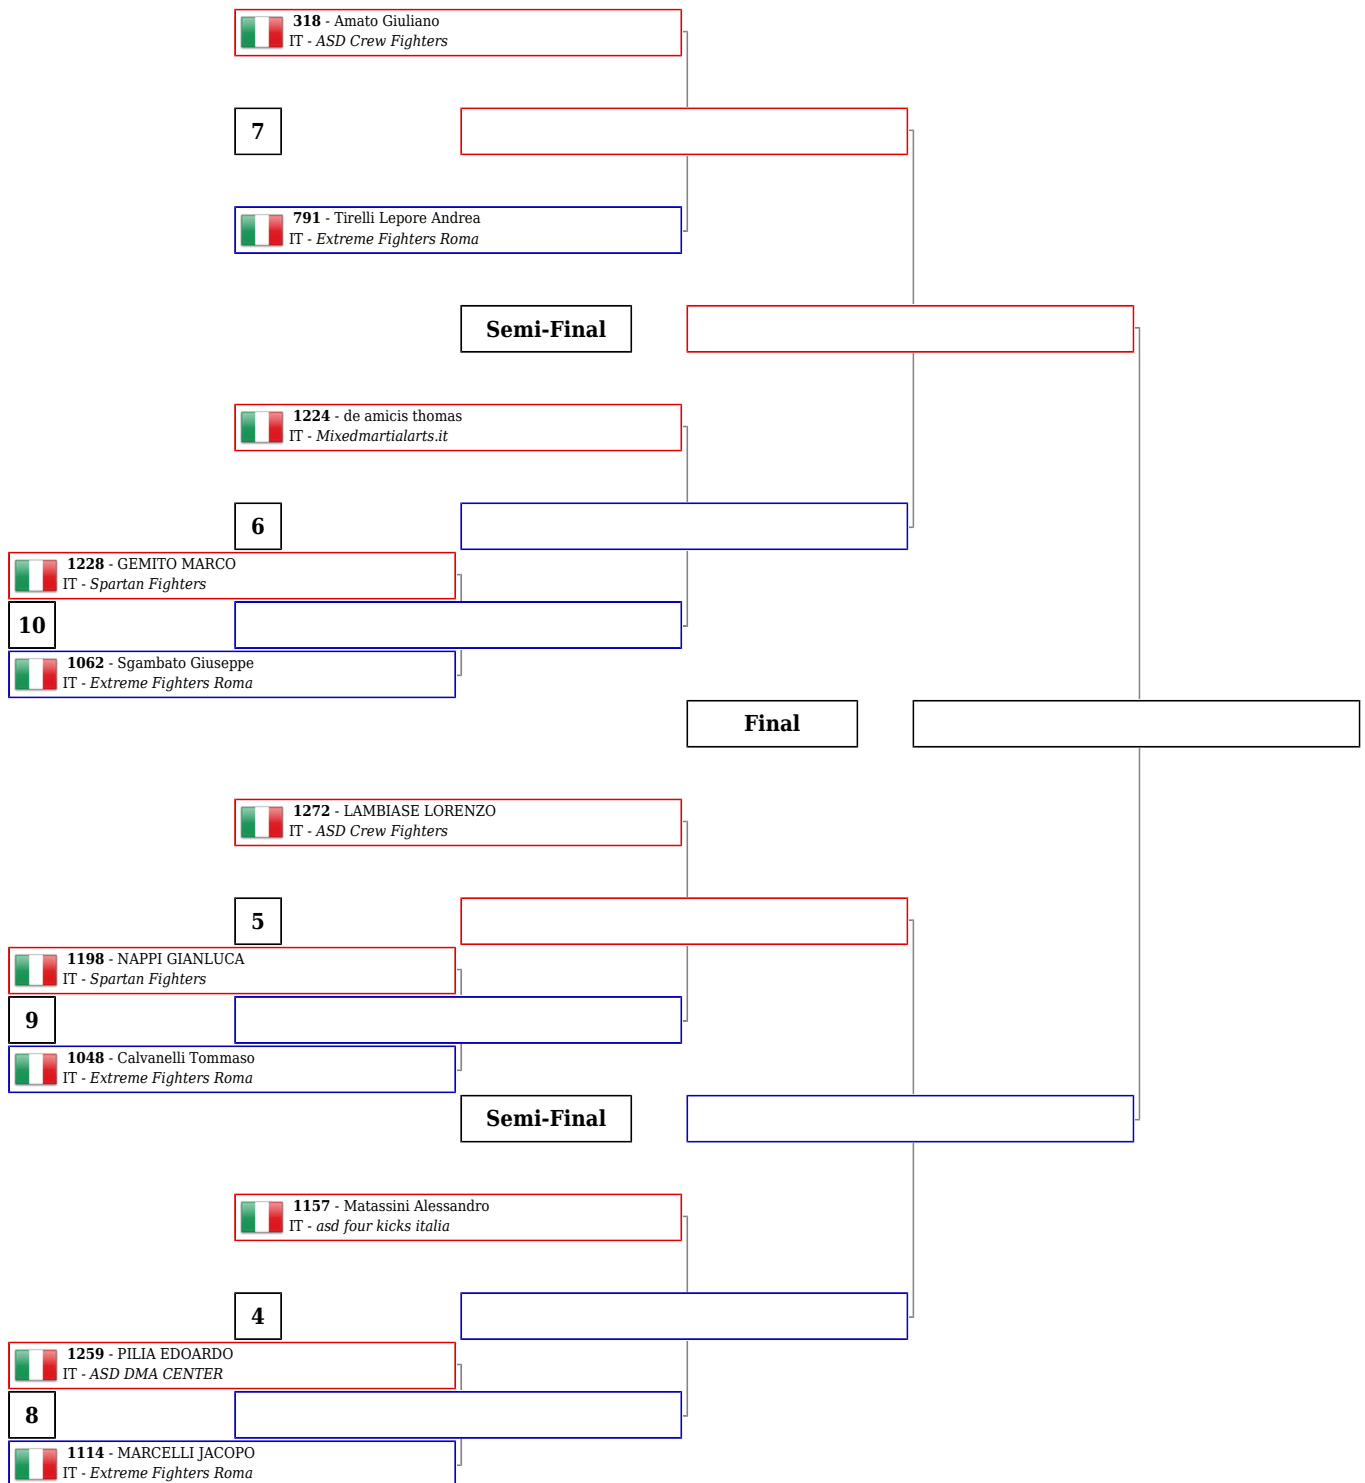 318 - Amato Giuliano
IT - ASD Crew Fighters
7
791 - Tirelli Lepore Andrea
IT - Extreme Fighters Roma
Semi-Final
1224 - de amicis thomas
IT - Mixedmartialarts.it
6
1228 - GEMITO MARCO
IT - Spartan Fighters
10
1062 - Sgambato Giuseppe
IT - Extreme Fighters Roma
Final
1272 - LAMBIASE LORENZO
IT - ASD Crew Fighters
5
1198 - NAPPI GIANLUCA
IT - Spartan Fighters
9
1048 - Calvanelli Tommaso
IT - Extreme Fighters Roma
Semi-Final
1157 - Matassini Alessandro
IT - asd four kicks italia
4
1259 - PILIA EDOARDO
IT - ASD DMA CENTER
8
1114 - MARCELLI JACOPO
IT - Extreme Fighters Roma